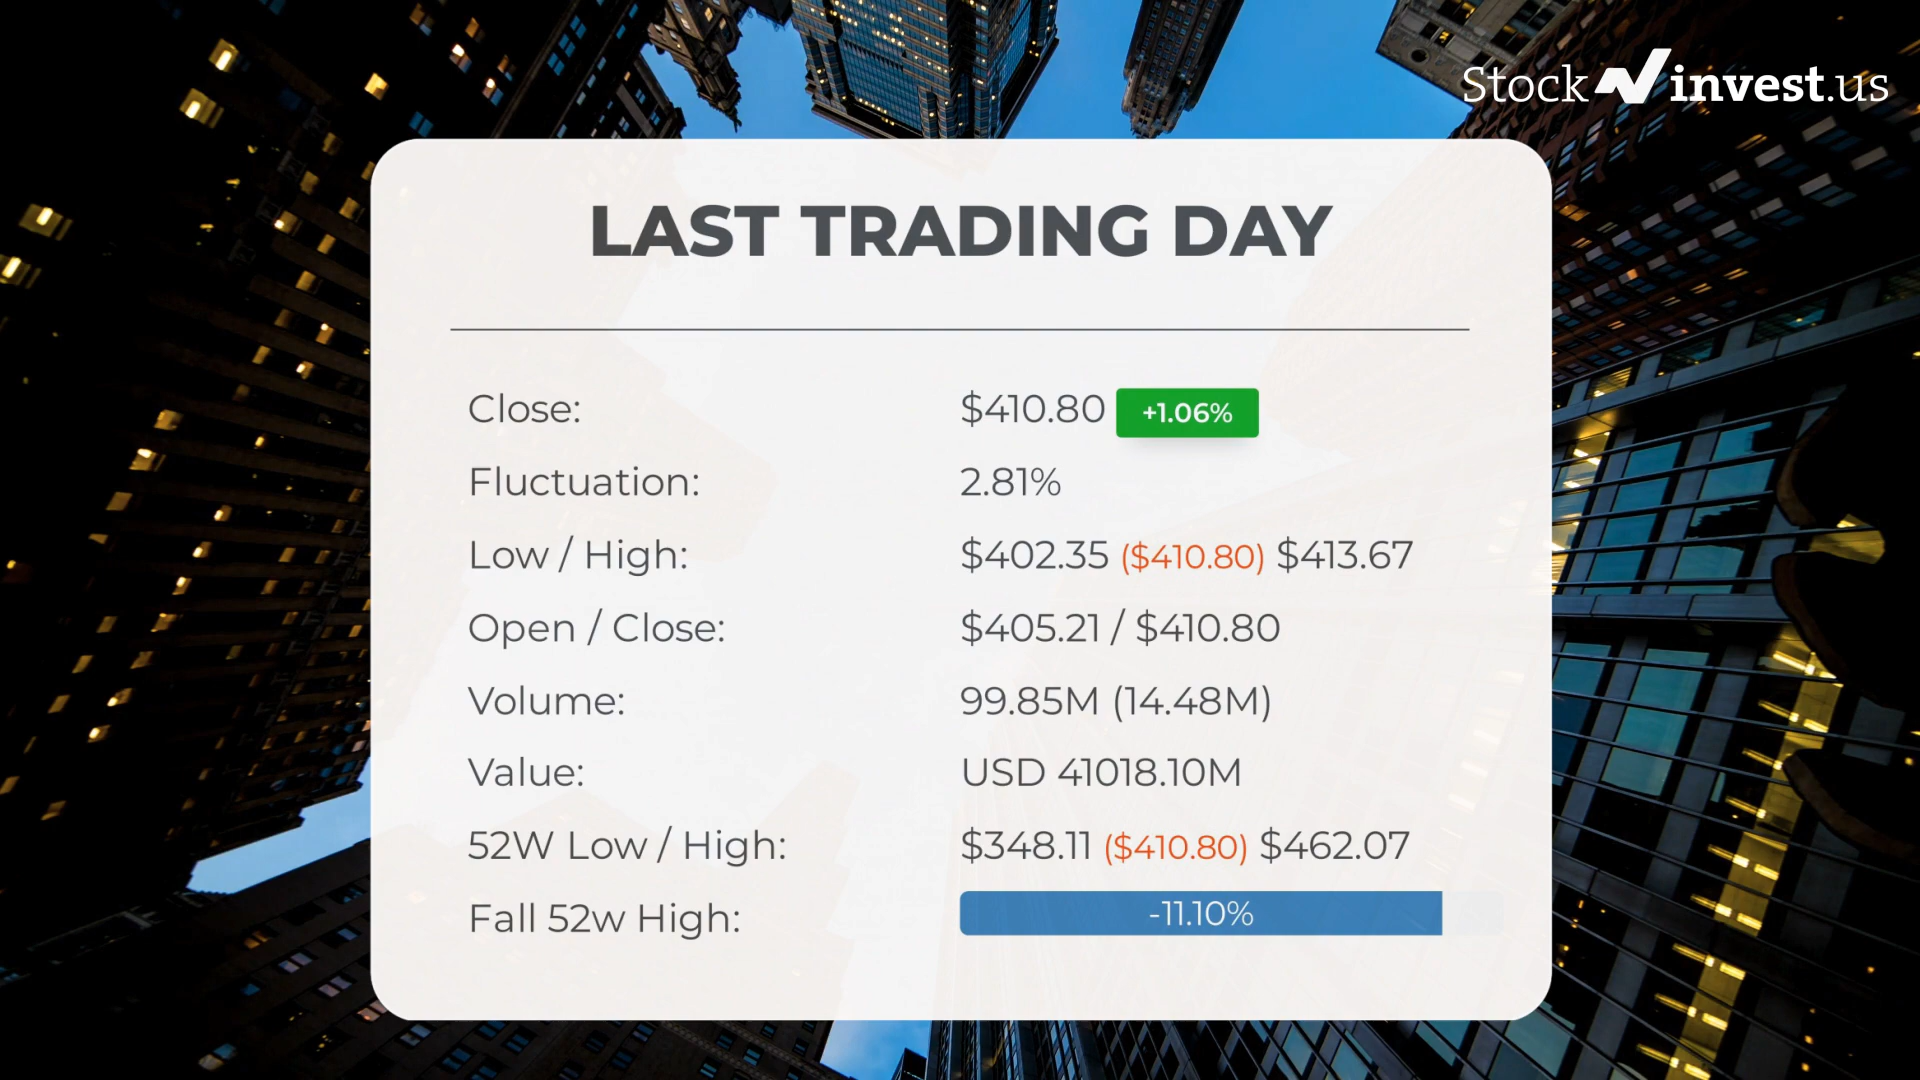 Stock invest.us
LAST TRADING DAY
Close: $410.80 +1.06%
Fluctuation: 2.81%
Low / High: $402.35 ($410.80) $413.67
Open / Close: $405.21 / $410.80
Volume: 99.85M (14.48M)
Value: USD 41018.10M
52W Low / High: $348.11 ($410.80) $462.07
Fall 52w High: -11.10%